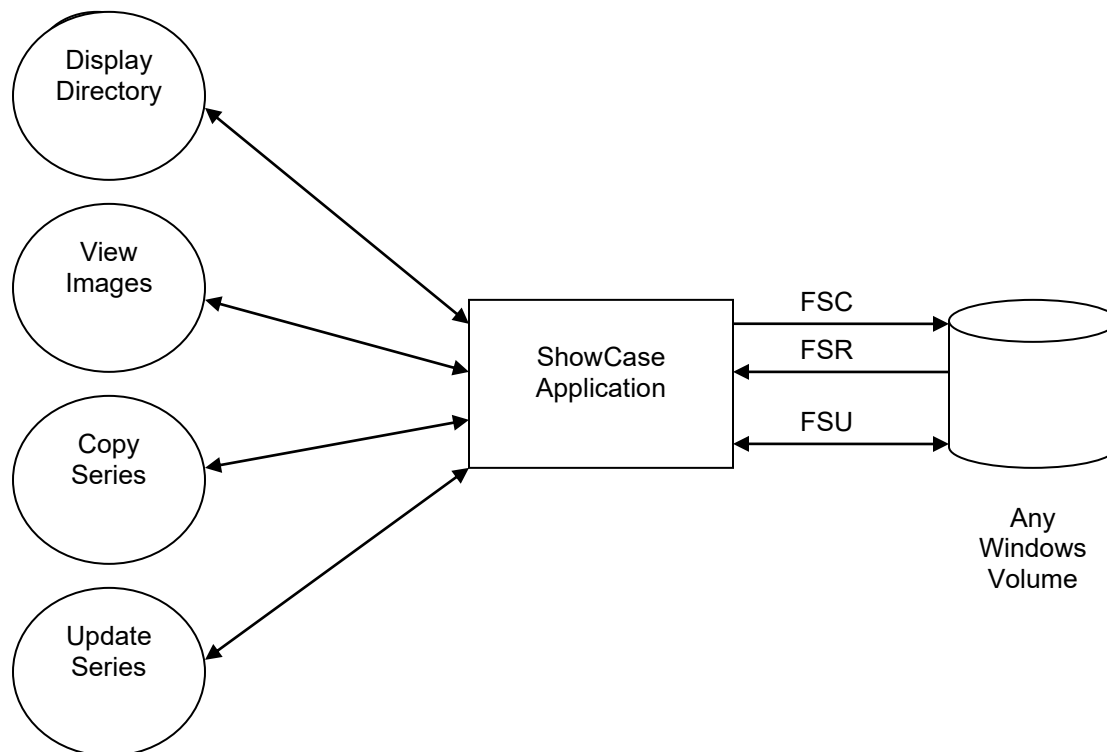 Display
Directory
View
Images
Copy
Series
Update
Series
ShowCase
Application
FSC
FSR
FSU
Any
Windows
Volume